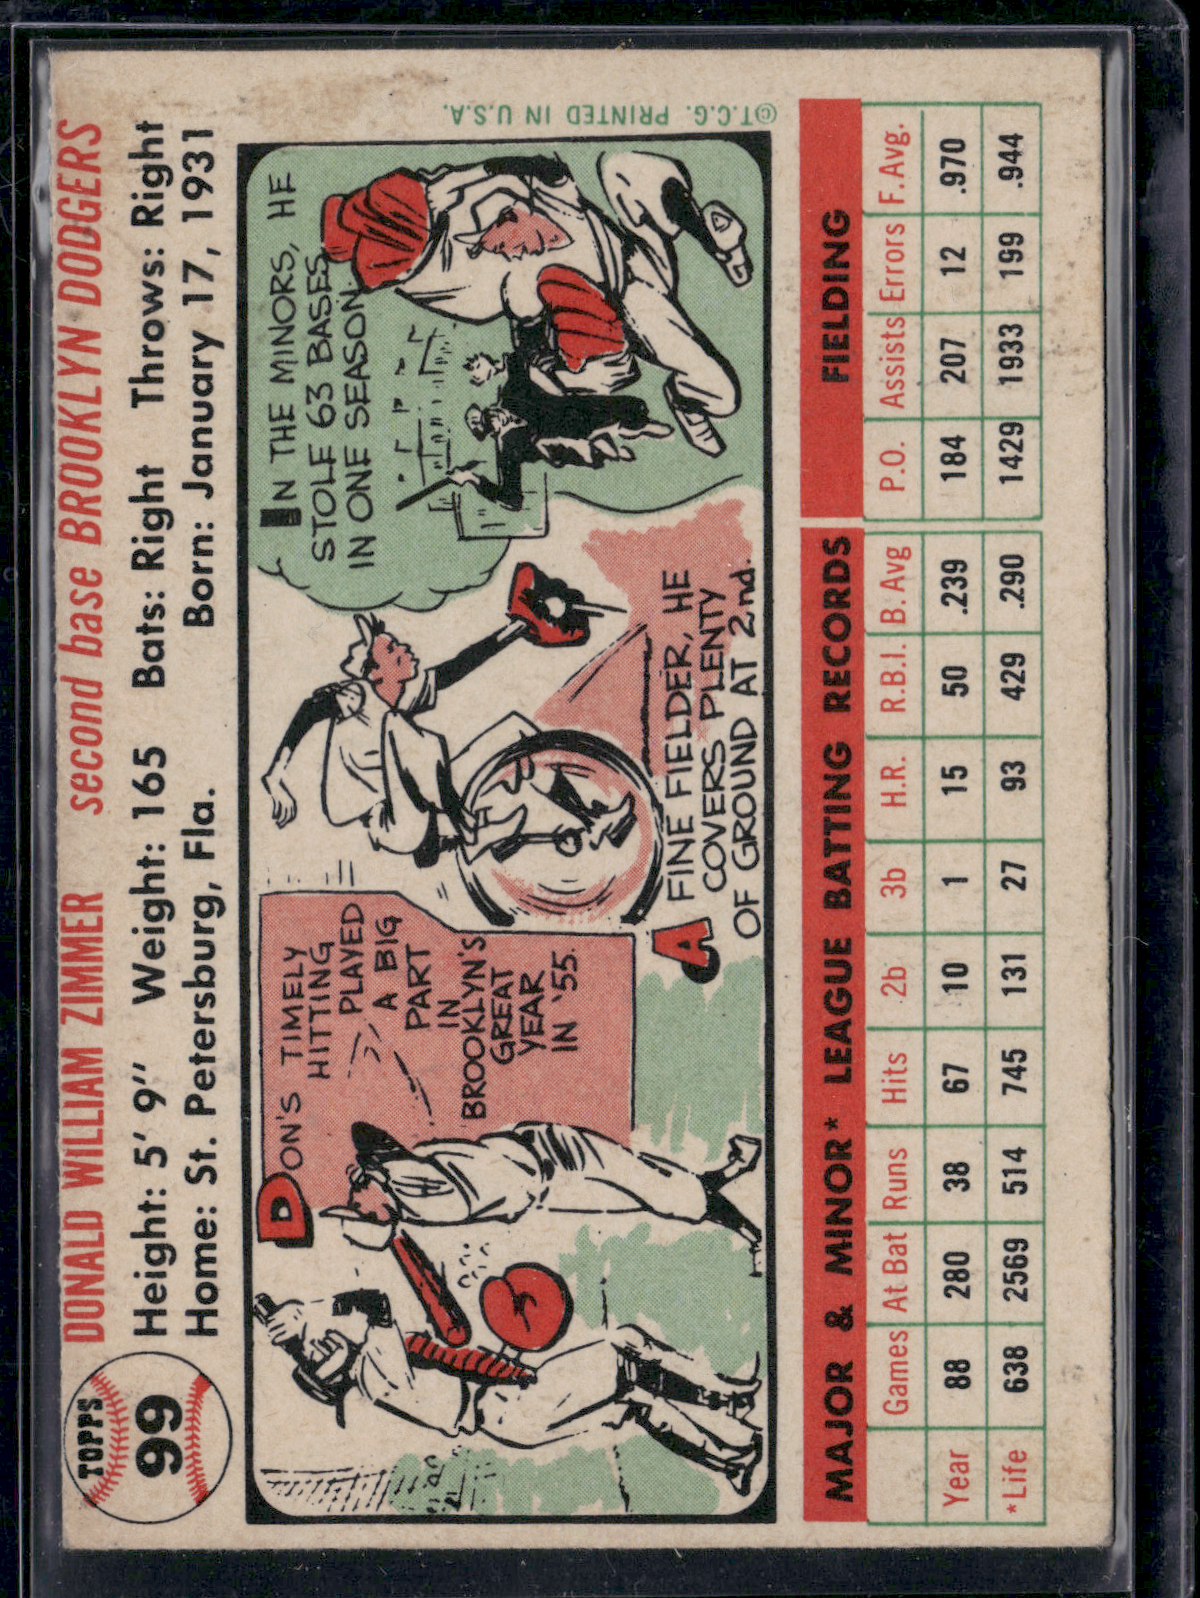 TOPPS
99
DONALD WILLIAM ZIMMER second base BROOKLYN DODGERS
Height: 5' 9" Weight: 165 Bats: Right Throws: Right
Home: St. Petersburg, Fla. Born: January 17, 1931
DON'S TIMELY
HITTING
PLAYED
A BIG
PART
IN
BROOKLYN'S
GREAT
YEAR
IN '55.
A FINE FIELDER, HE
COVERS PLENTY
OF GROUND AT 2nd.
IN THE MINORS, HE
STOLE 63 BASES
IN ONE SEASON.
©T.C.G. PRINTED IN U.S.A.
MAJOR & MINOR* LEAGUE BATTING RECORDS FIELDING
Games At Bat Runs Hits 2b 3b H.R. R.B.I. B. Avg P.O. Assists Errors F. Avg.
Year 88 280 38 67 10 1 15 50 .239 184 207 12 .970
*Life 638 2569 514 745 131 27 93 429 .290 1429 1933 199 .944